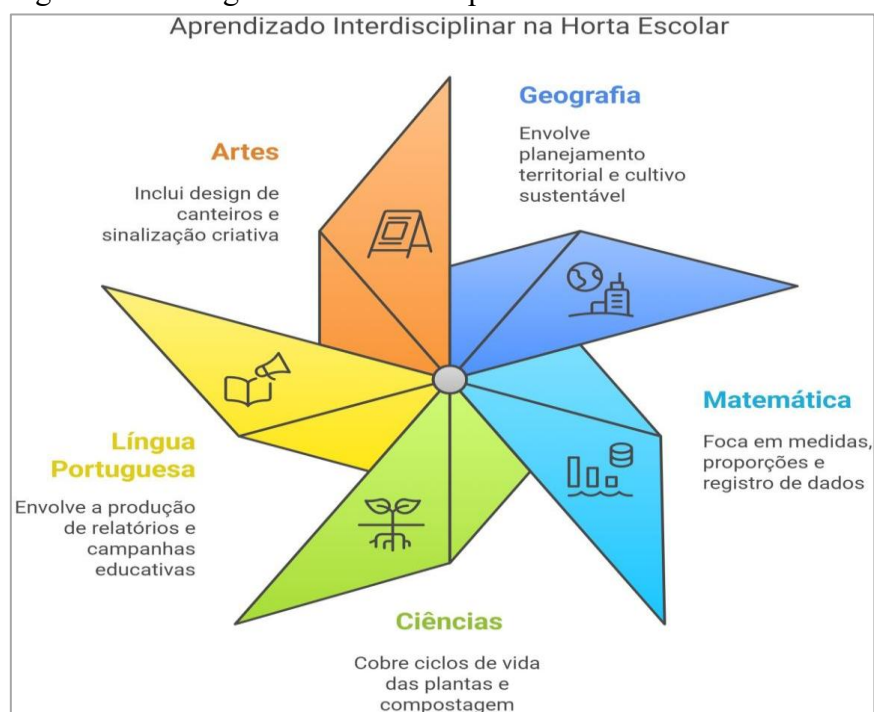 Aprendizado Interdisciplinar na Horta Escolar
Geografia
Envolve
planejamento
territorial e cultivo
sustentável
Artes
Inclui design de
canteiros e
sinalização criativa
Matemática
Foca em medidas,
proporções e
registro de dados
Língua
Portuguesa
Envolve a produção
de relatórios e
campanhas
educativas
Ciências
Cobre ciclos de vida
das plantas e
compostagem